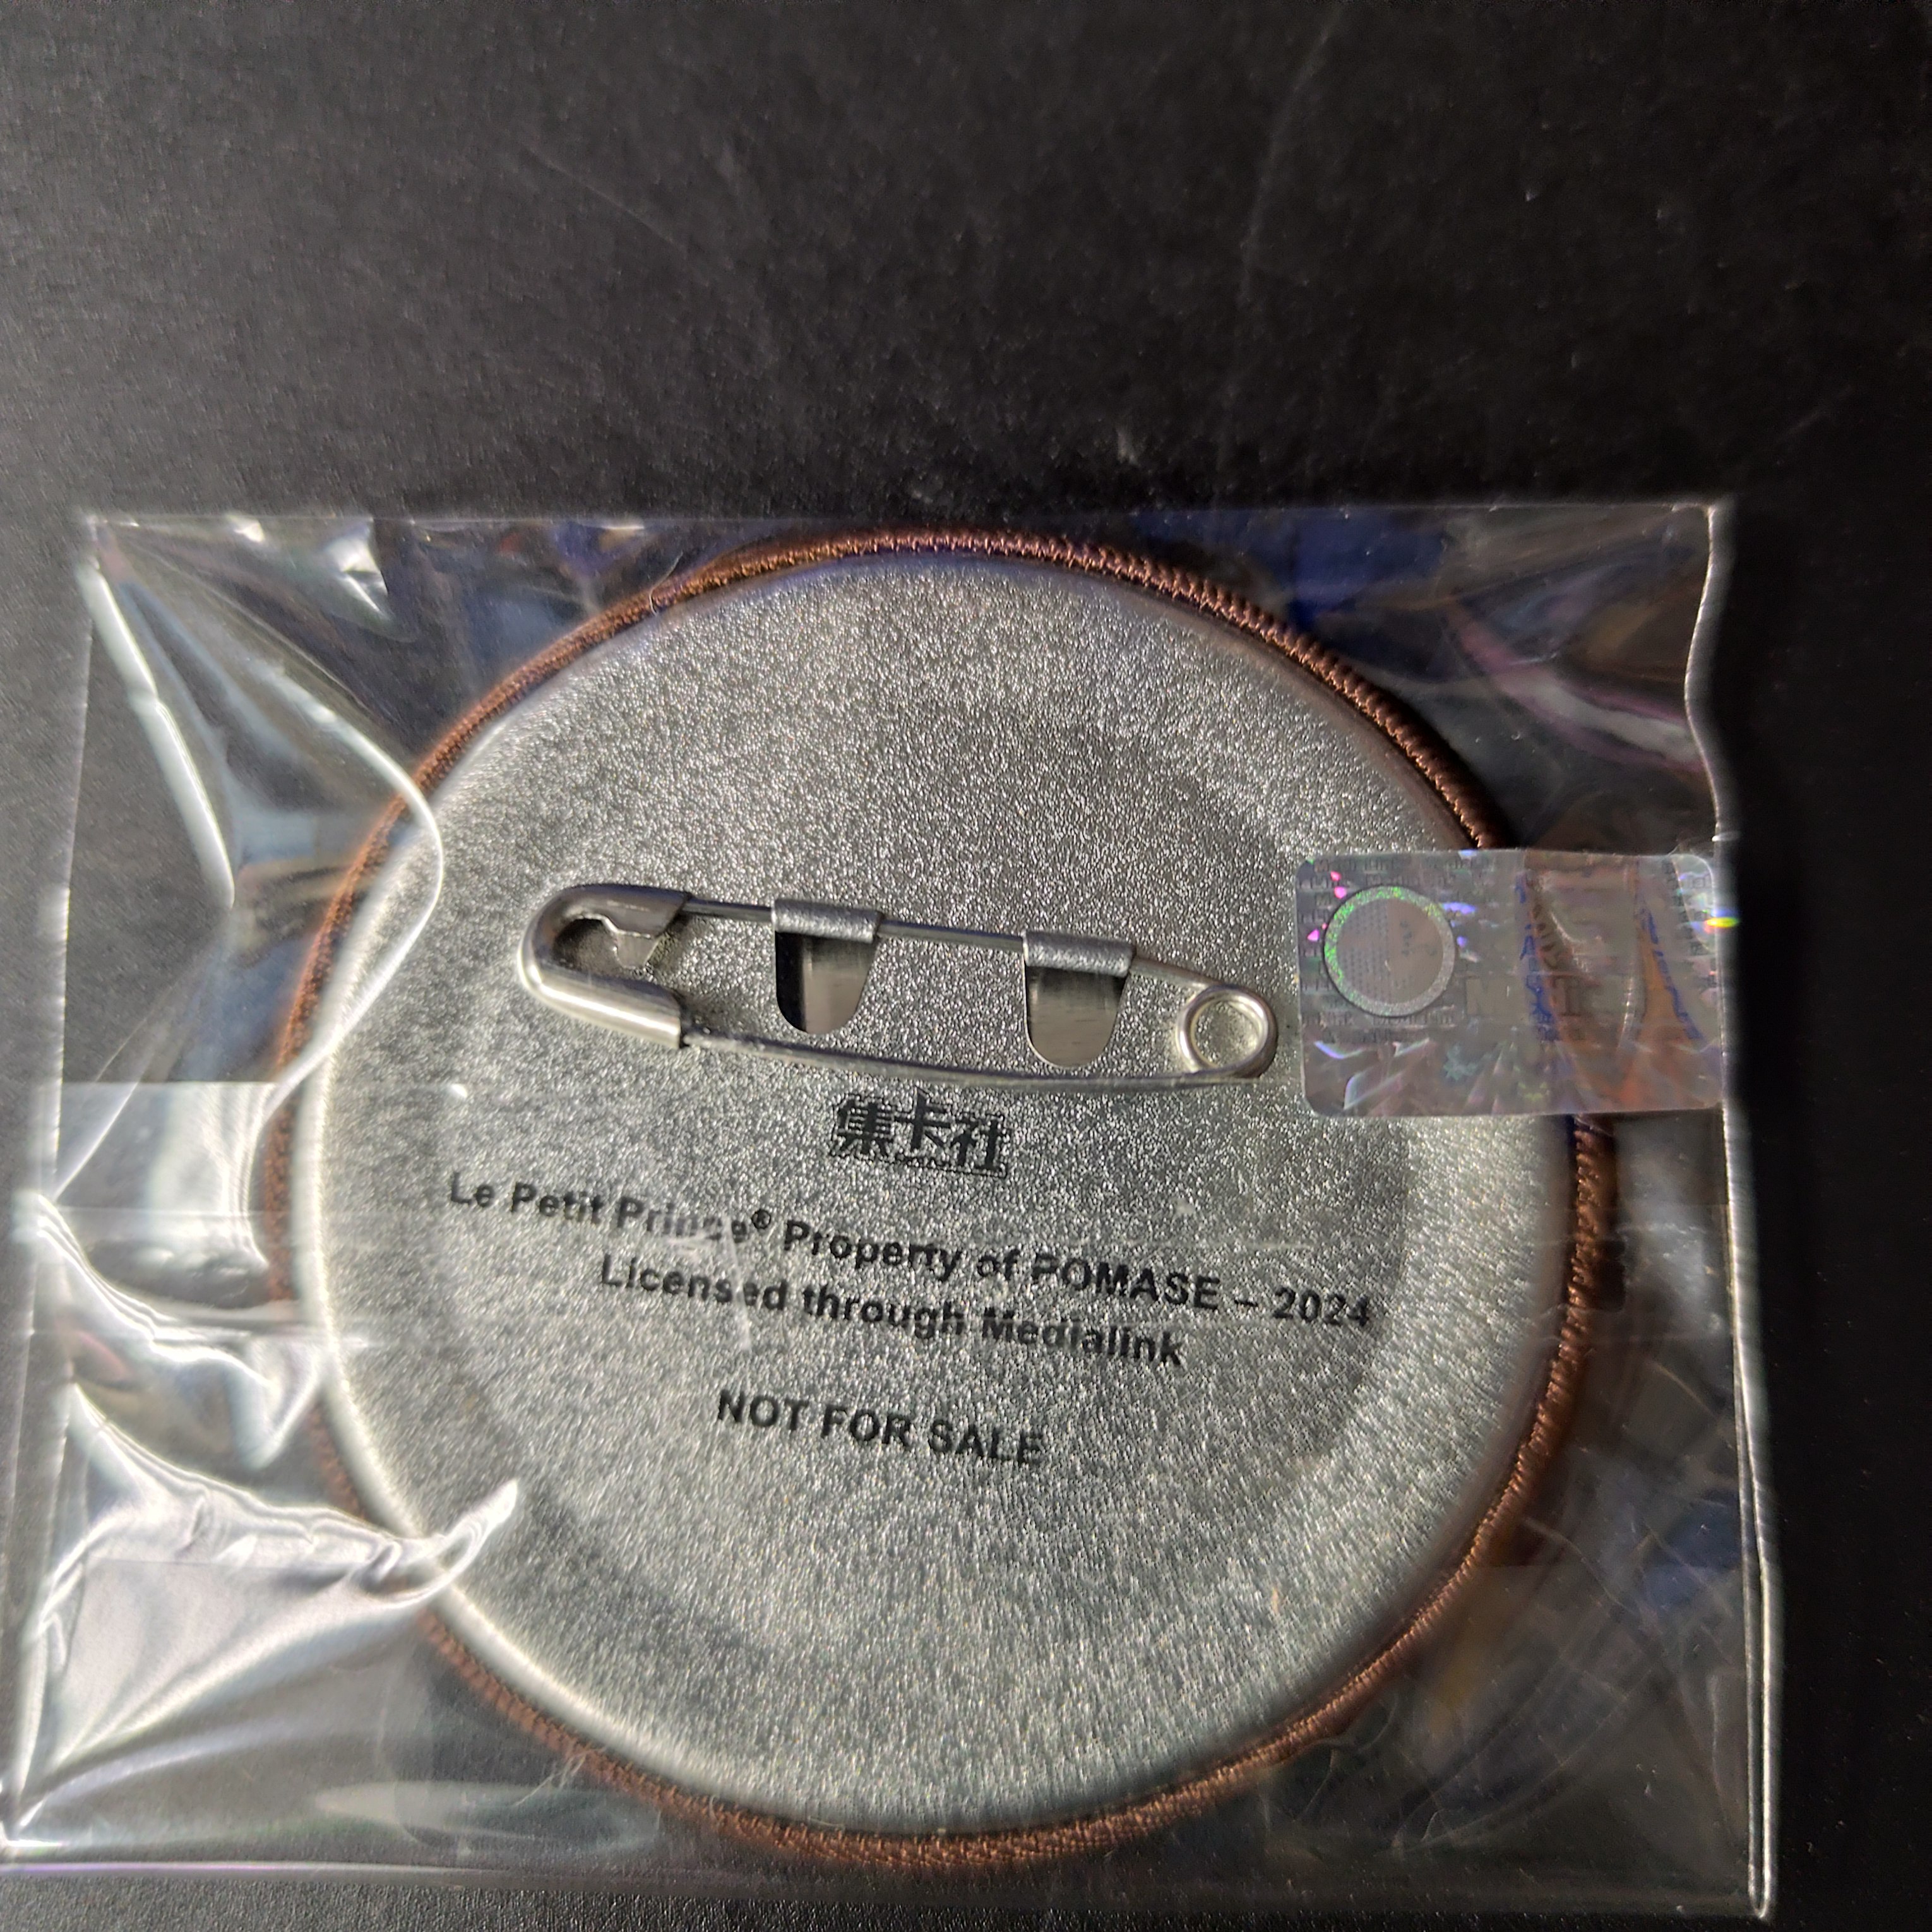 集卡社
Le Petit Prince® Property of POMASE – 2024
Licensed through Medialink
NOT FOR SALE